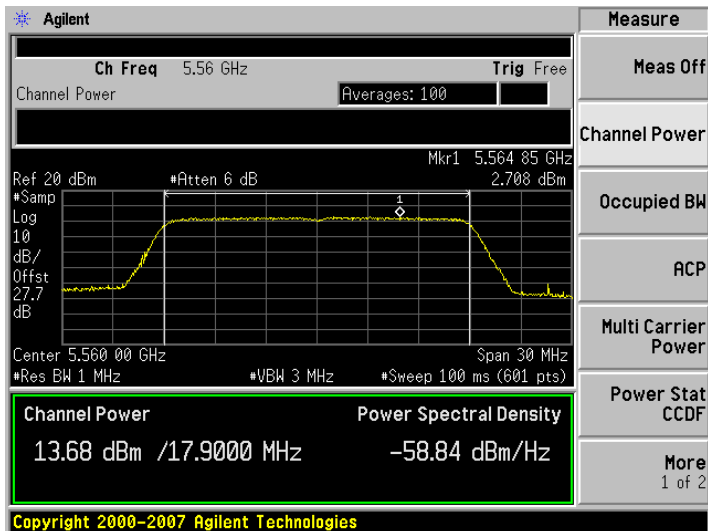 Agilent
Measure
Ch Freq 5.56 GHz Trig Free
Channel Power Averages: 100
Mkr1 5.564 85 GHz
Ref 20 dBm #Atten 6 dB 2.708 dBm
#Samp
Log
10
dB/
Offst
27.7
dB
1
Center 5.560 00 GHz Span 30 MHz
#Res BW 1 MHz #VBW 3 MHz #Sweep 100 ms (601 pts)
Channel Power Power Spectral Density
13.68 dBm /17.9000 MHz -58.84 dBm/Hz
Meas Off
Channel Power
Occupied BW
ACP
Multi Carrier
Power
Power Stat
CCDF
More
1 of 2
Copyright 2000-2007 Agilent Technologies